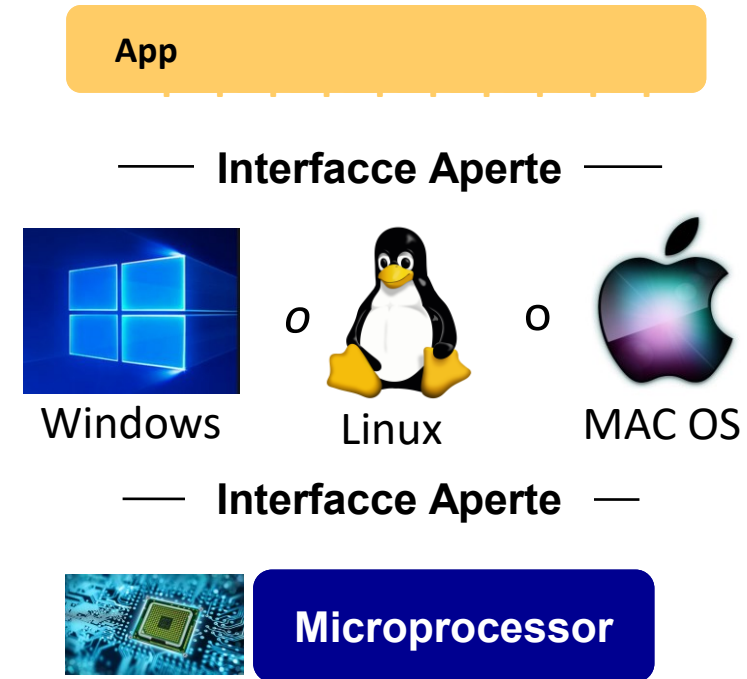 App
Interfacce Aperte
o
o
Windows
Linux
MAC OS
Interfacce Aperte
Microprocessor